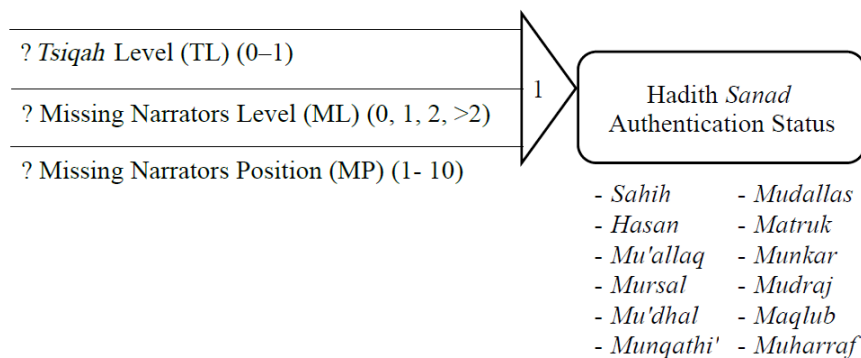 ? Tsiqah Level (TL) (0–1)
? Missing Narrators Level (ML) (0, 1, 2, >2)
? Missing Narrators Position (MP) (1- 10)
1
Hadith Sanad
Authentication Status
- Sahih - Mudallas
- Hasan - Matruk
- Mu'allaq - Munkar
- Mursal - Mudraj
- Mu'dhal - Maqlub
- Munqathi' - Muharraf